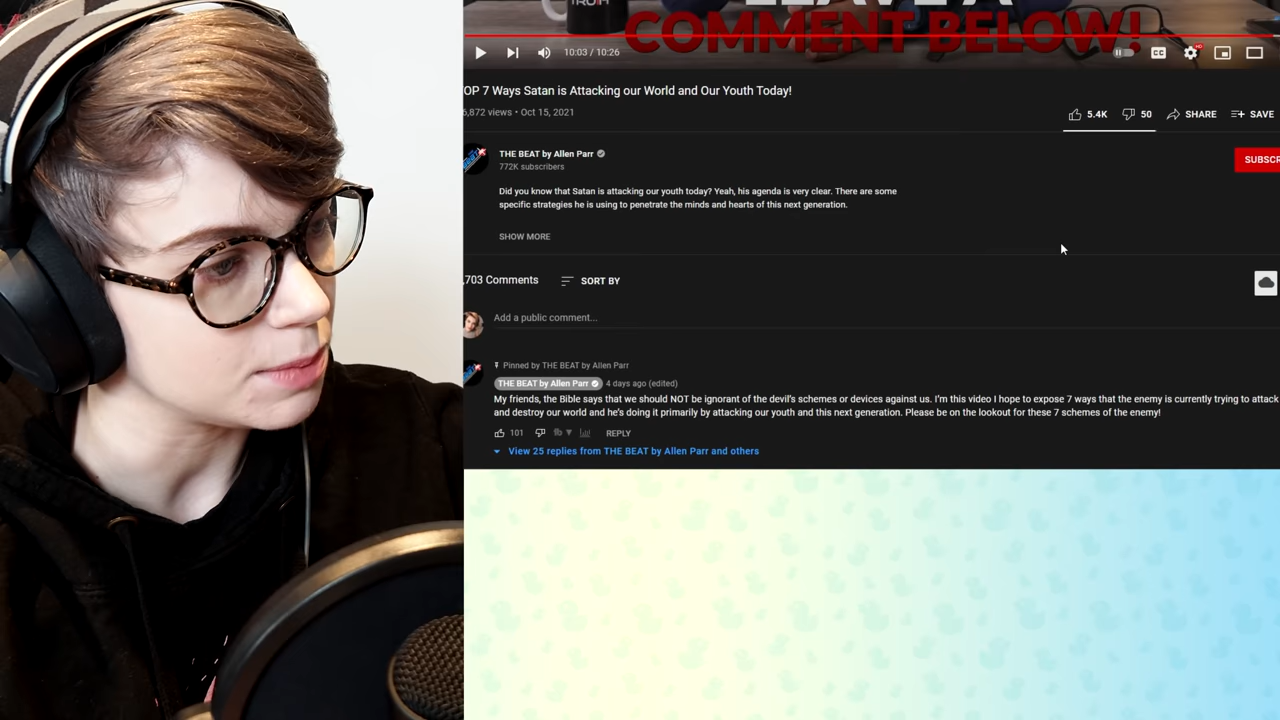 COMMENT BELOW!
10:03 / 10:26
OP 7 Ways Satan is Attacking our World and Our Youth Today!
,872 views • Oct 15, 2021
5.4K
50
SHARE
SAVE
THE BEAT by Allen Parr
772K subscribers
SUBSCR
Did you know that Satan is attacking our youth today? Yeah, his agenda is very clear. There are some
specific strategies he is using to penetrate the minds and hearts of this next generation.
SHOW MORE
,703 Comments
SORT BY
Add a public comment...
Pinned by THE BEAT by Allen Parr
THE BEAT by Allen Parr 4 days ago (edited)
My friends, the Bible says that we should NOT be ignorant of the devil's schemes or devices against us. I'm this video I hope to expose 7 ways that the enemy is currently trying to attack
and destroy our world and he's doing it primarily by attacking our youth and this next generation. Please be on the lookout for these 7 schemes of the enemy!
101
REPLY
View 25 replies from THE BEAT by Allen Parr and others